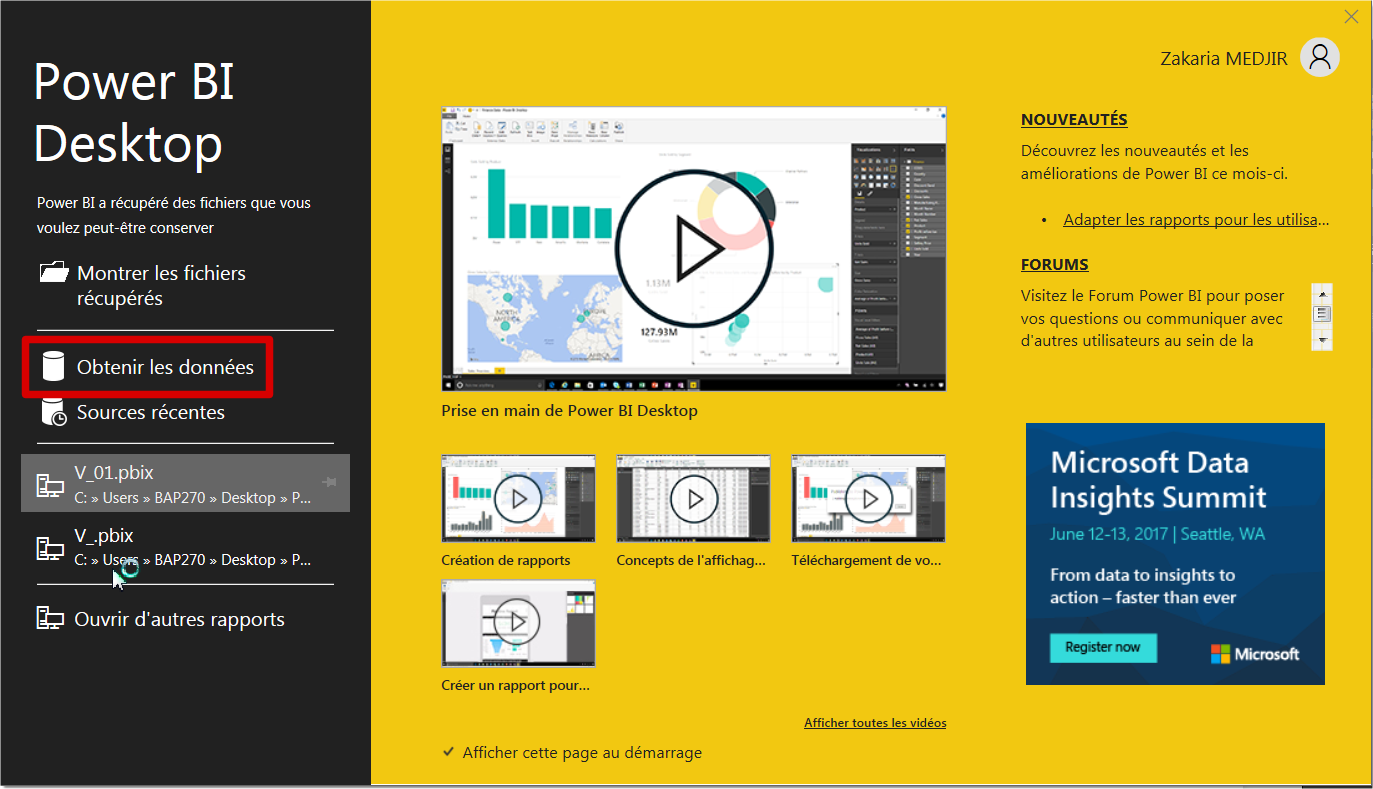 Power BI
Desktop
Power BI a récupéré des fichiers que vous
voulez peut-être conserver
Montrer les fichiers
récupérés
Obtenir les données
Sources récentes
V_01.pbix
C: » Users » BAP270 » Desktop » P...
V_.pbix
C: » Users » BAP270 » Desktop » P...
Ouvrir d'autres rapports
Zakaria MEDJIR
NORTH
AMERICA
EUROPE
AFRICA
1.13M
127.93M
Prise en main de Power BI Desktop
Création de rapports
Concepts de l'affichag...
Téléchargement de vo...
Créer un rapport pour...
Afficher toutes les vidéos
Afficher cette page au démarrage
NOUVEAUTÉS
Découvrez les nouveautés et les
améliorations de Power BI ce mois-ci.
• Adapter les rapports pour les utilisa...
FORUMS
Visitez le Forum Power BI pour poser
vos questions ou communiquer avec
d'autres utilisateurs au sein de la
Microsoft Data
Insights Summit
June 12-13, 2017 | Seattle, WA
From data to insights to
action – faster than ever
Register now
Microsoft